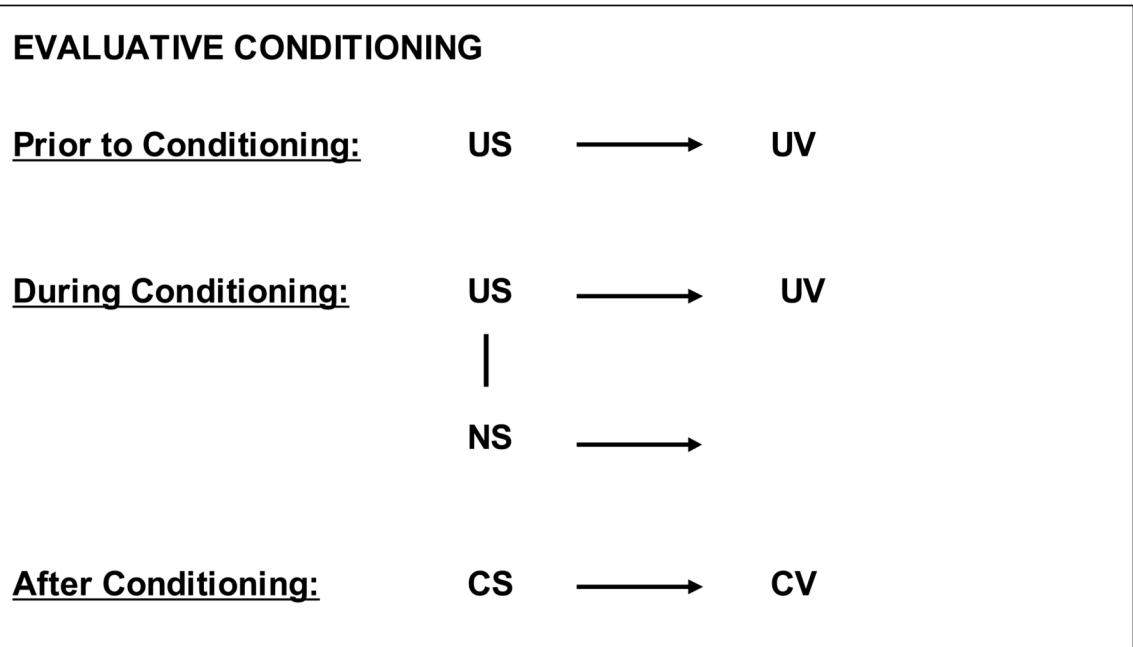 EVALUATIVE CONDITIONING
Prior to Conditioning: US UV
During Conditioning: US UV
NS
After Conditioning: CS CV